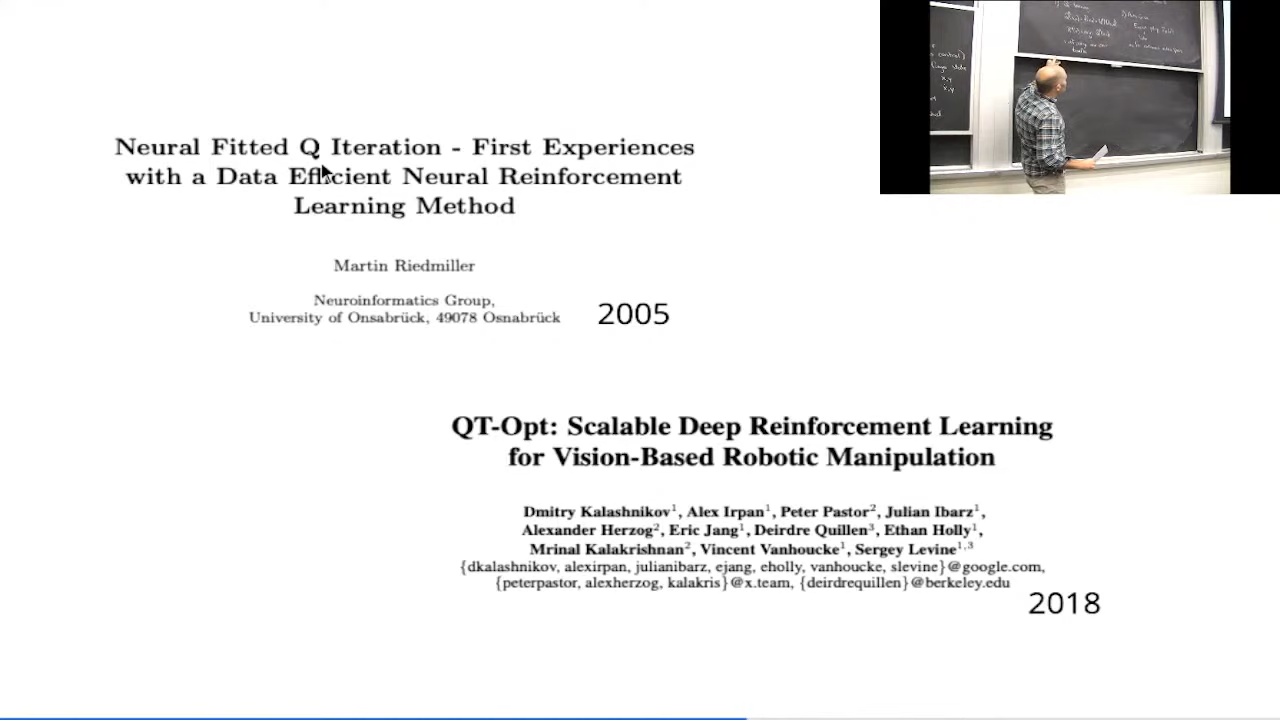 Neural Fitted Q Iteration - First Experiences
with a Data Efficient Neural Reinforcement
Learning Method
Martin Riedmiller
Neuroinformatics Group,
University of Onsabrück, 49078 Osnabrück
2005
QT-Opt: Scalable Deep Reinforcement Learning
for Vision-Based Robotic Manipulation
Dmitry Kalashnikov¹, Alex Irpan¹, Peter Pastor², Julian Ibarz¹,
Alexander Herzog², Eric Jang¹, Deirdre Quillen³, Ethan Holly¹,
Mrinal Kalakrishnan², Vincent Vanhoucke¹, Sergey Levine¹,³
{dkalashnikov, alexirpan, julianibarz, ejang, eholly, vanhoucke, slevine}@google.com,
{peterpastor, alexherzog, kalakris}@x.team, {deirdrequillen}@berkeley.edu
2018